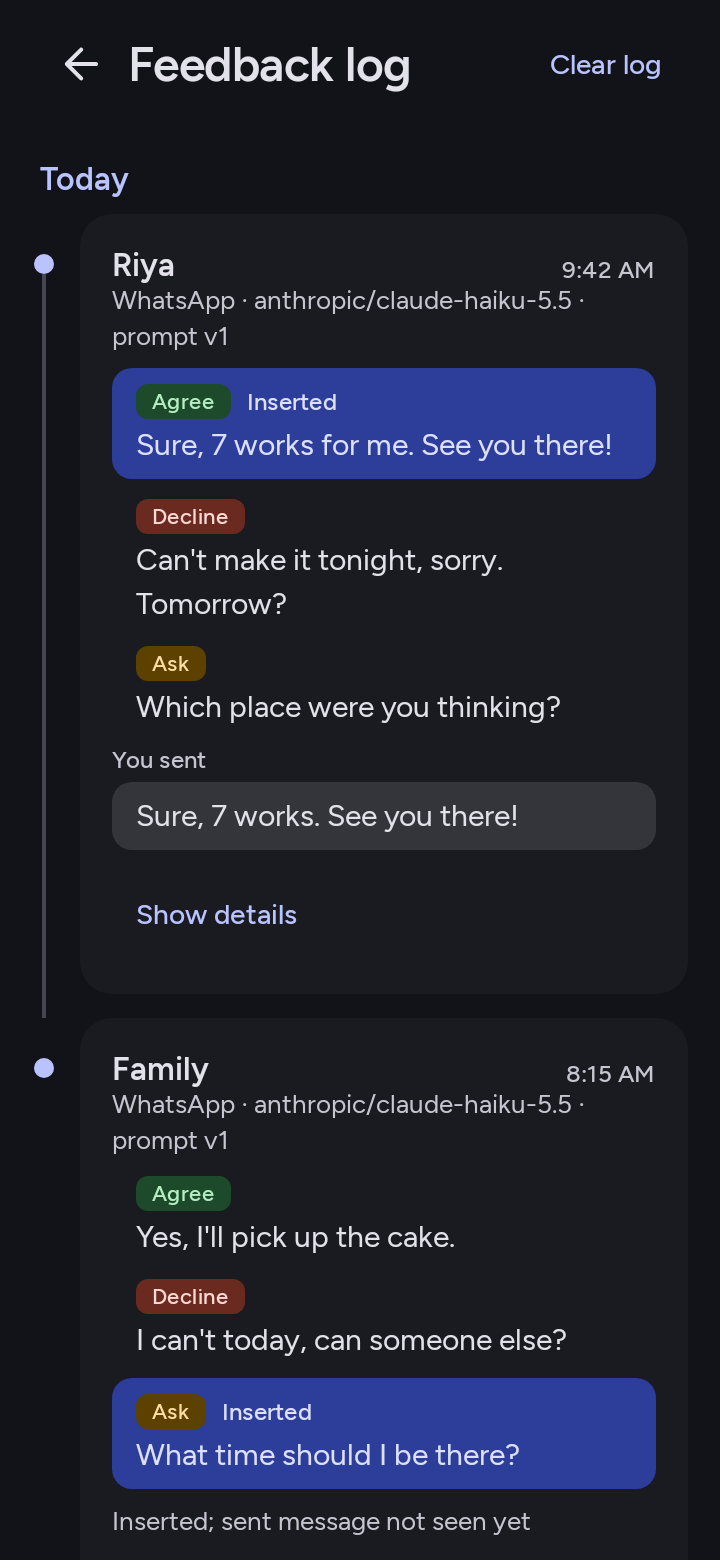 Feedback log
Clear log
Today
Riya
9:42 AM
WhatsApp · anthropic/claude-haiku-5.5 ·
prompt v1
Agree Inserted
Sure, 7 works for me. See you there!
Decline
Can't make it tonight, sorry.
Tomorrow?
Ask
Which place were you thinking?
You sent
Sure, 7 works. See you there!
Show details
Family
8:15 AM
WhatsApp · anthropic/claude-haiku-5.5 ·
prompt v1
Agree
Yes, I'll pick up the cake.
Decline
I can't today, can someone else?
Ask Inserted
What time should I be there?
Inserted; sent message not seen yet